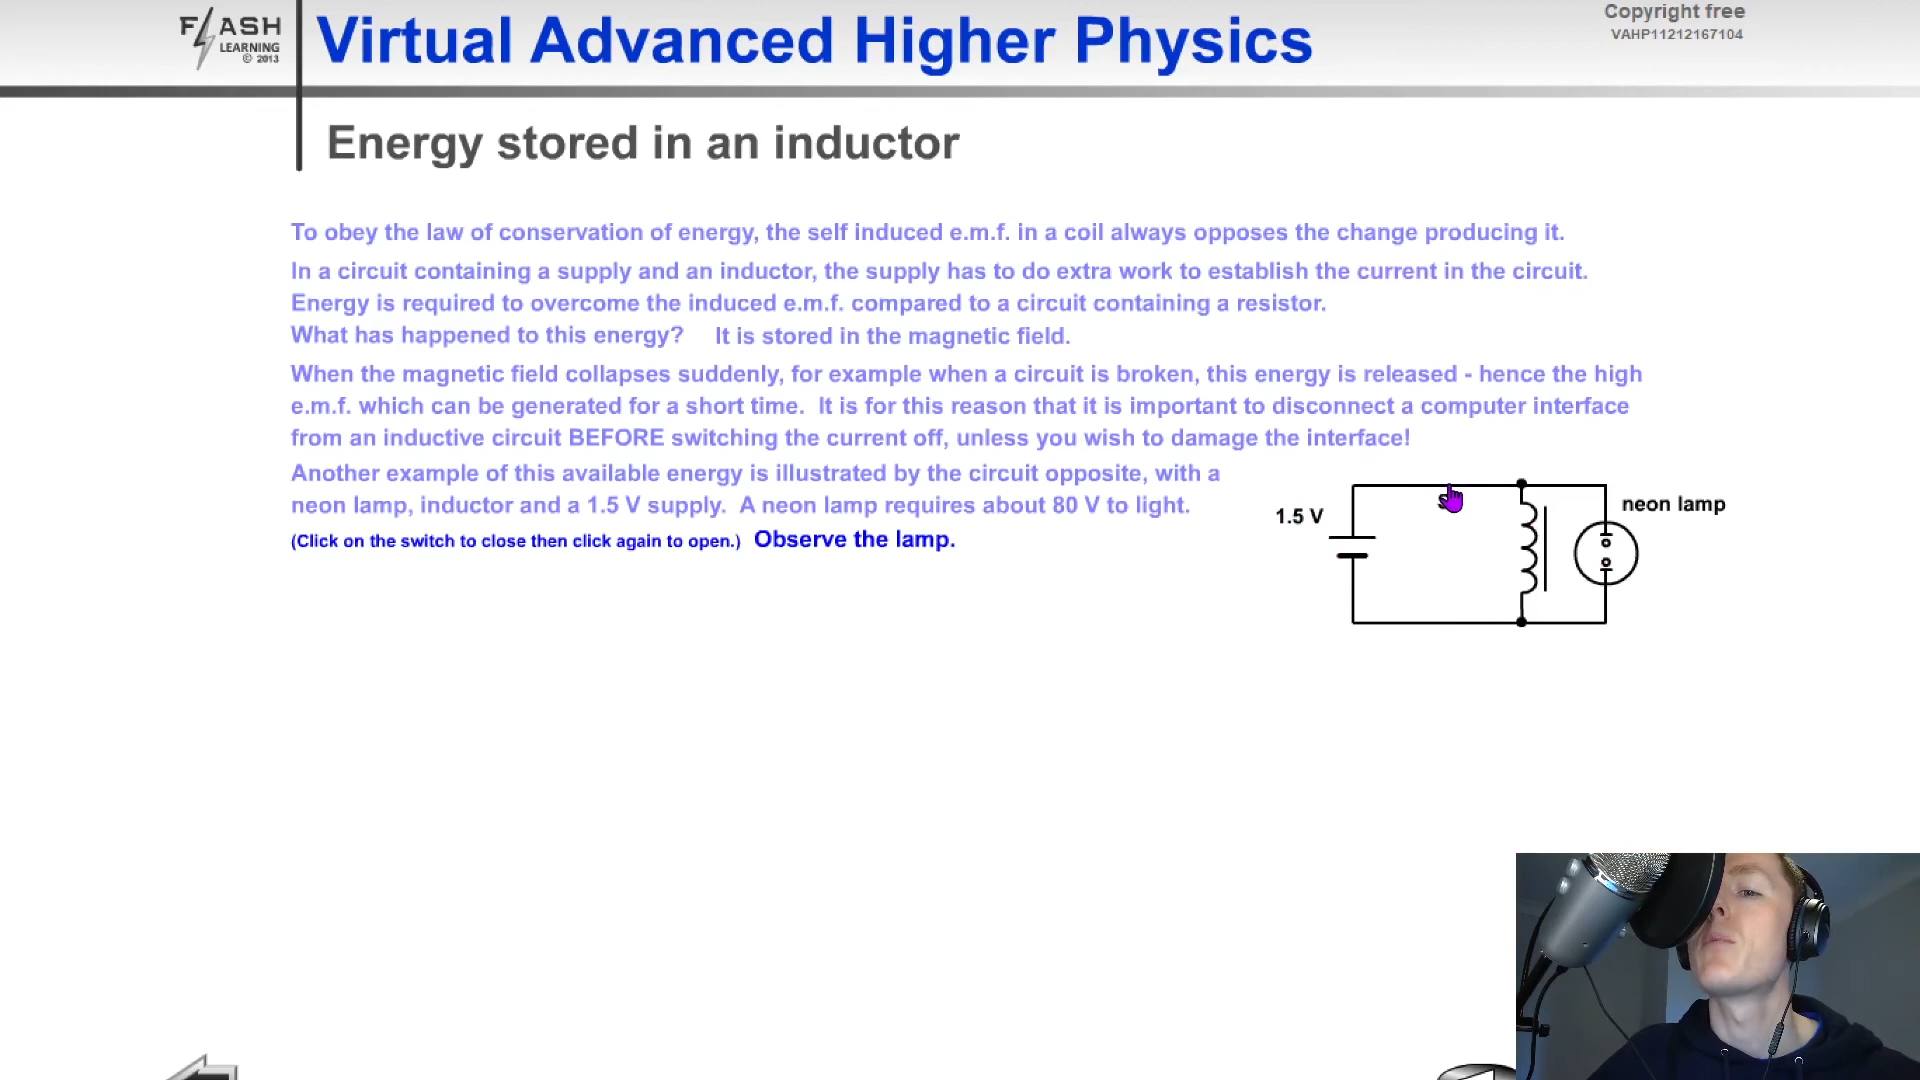 FLASH
LEARNING
© 2013
Virtual Advanced Higher Physics
Copyright free
VAHP11212167104
Energy stored in an inductor
To obey the law of conservation of energy, the self induced e.m.f. in a coil always opposes the change producing it.
In a circuit containing a supply and an inductor, the supply has to do extra work to establish the current in the circuit.
Energy is required to overcome the induced e.m.f. compared to a circuit containing a resistor.
What has happened to this energy? It is stored in the magnetic field.
When the magnetic field collapses suddenly, for example when a circuit is broken, this energy is released - hence the high
e.m.f. which can be generated for a short time. It is for this reason that it is important to disconnect a computer interface
from an inductive circuit BEFORE switching the current off, unless you wish to damage the interface!
Another example of this available energy is illustrated by the circuit opposite, with a
neon lamp, inductor and a 1.5 V supply. A neon lamp requires about 80 V to light.
(Click on the switch to close then click again to open.) Observe the lamp.
1.5 V
neon lamp